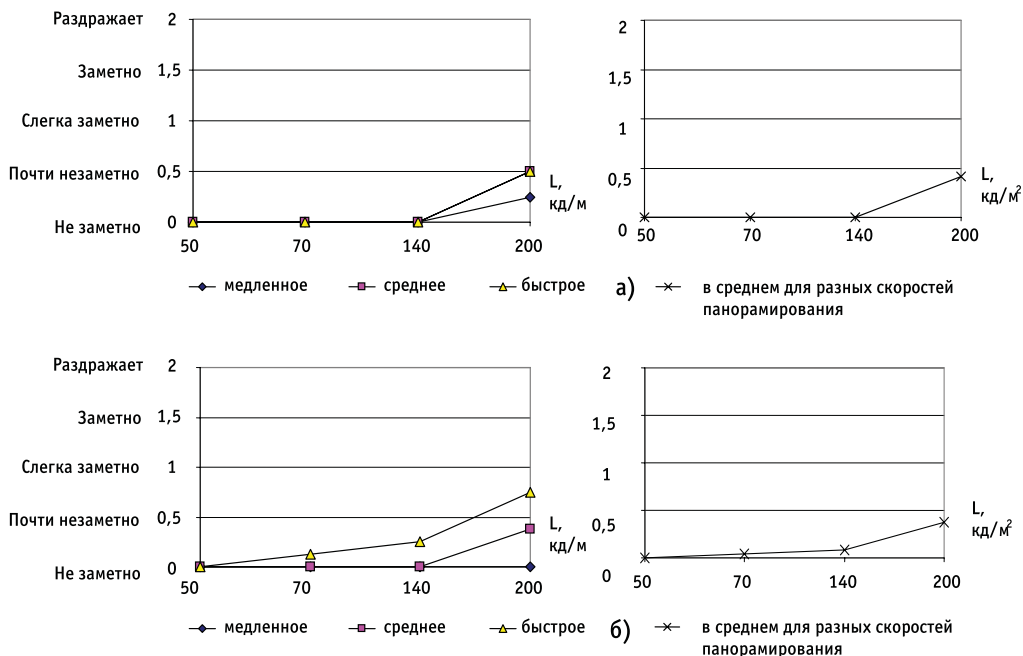 Раздражает 2
Заметно 1,5
Слегка заметно 1
Почти незаметно 0,5
Не заметно 0
50 70 140 200
L,
кд/м
медленное среднее быстрое
2
1,5
1
0,5
0
50 70 140 200
L,
кд/м²
а)
в среднем для разных скоростей
панорамирования
Раздражает 2
Заметно 1,5
Слегка заметно 1
Почти незаметно 0,5
Не заметно 0
50 70 140 200
L,
кд/м
медленное среднее быстрое
2
1,5
1
0,5
0
50 70 140 200
L,
кд/м²
б)
в среднем для разных скоростей
панорамирования